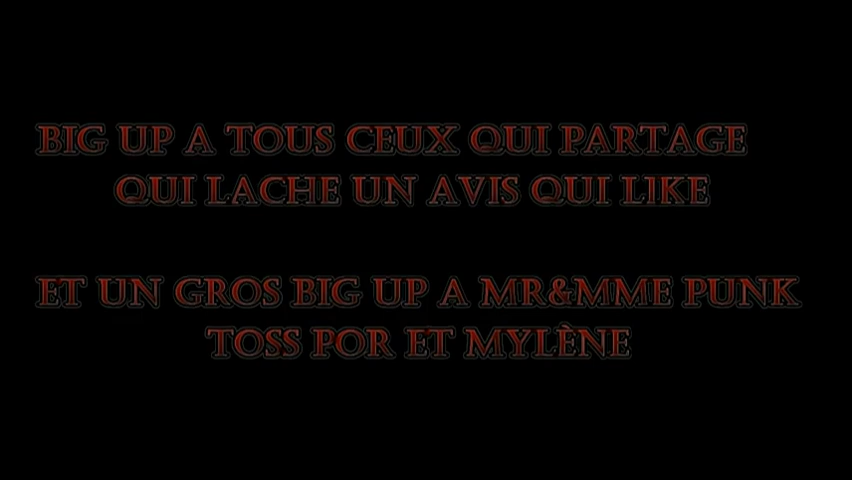 BIG UP A TOUS CEUX QUI PARTAGE
QUI LACHE UN AVIS QUI LIKE
ET UN GROS BIG UP A MR&MME PUNK
TOSS POR ET MYLÈNE